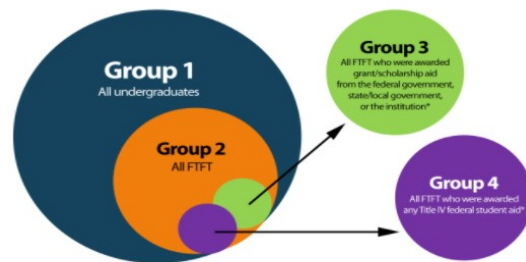 Group 1
All undergraduates
Group 2
All FTFT
Group 3
All FTFT who were awarded
grant/scholarship aid
from the federal government,
state/local government,
or the institution*
Group 4
All FTFT who were awarded
any Title IV federal student aid*